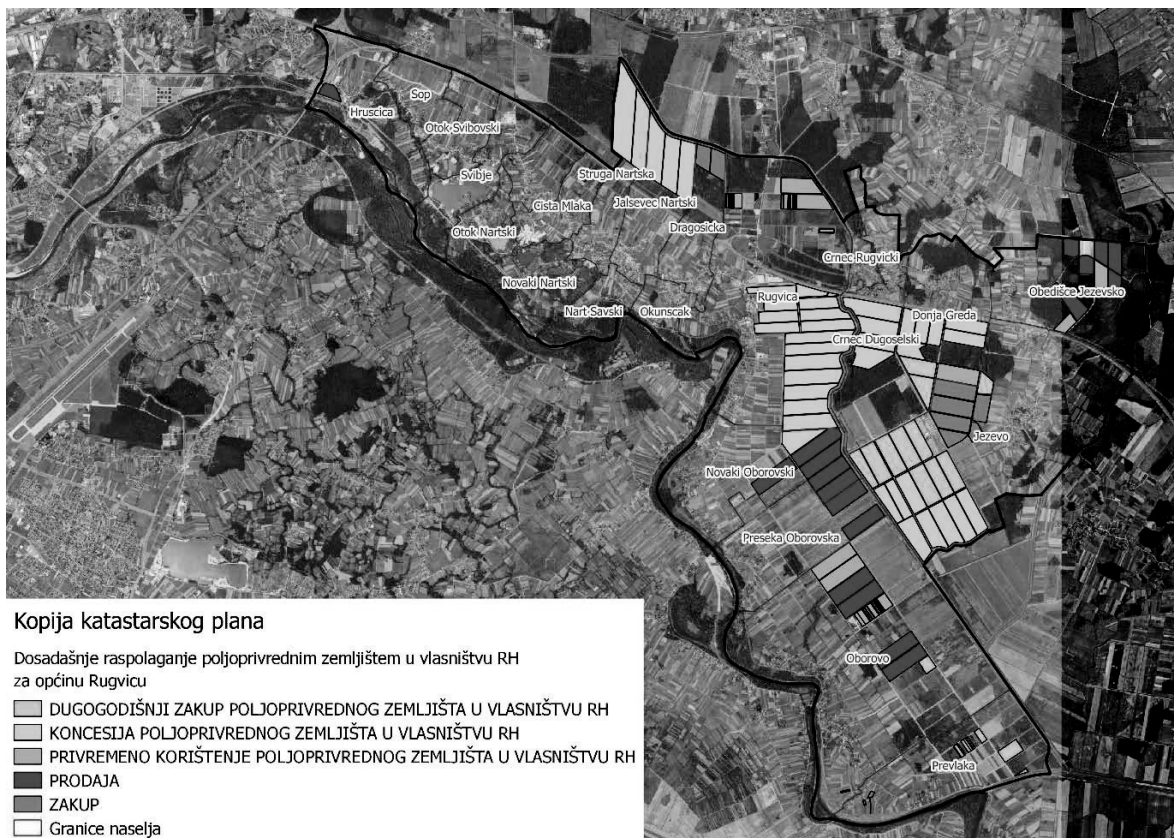 Sop
Hruscica
Otok Svibovski
Svibje
Struga Nartska
Jalsevec Nartski
Cista Mlaka
Dragosicka
Otok Nartski
Crnec Rugvicki
Novaki Nartski
Obedišce Jezevsko
Rugvica
Nart Savski
Okunscak
Donja Greda
Crnec Dugoselski
Jezevo
Novaki Oborovski
Preseka Oborovska
Oborovo
Prevlaka
Kopija katastarskog plana
Dosadašnje raspolaganje poljoprivrednim zemljištem u vlasništvu RH
za općinu Rugvicu
DUGOGODIŠNJI ZAKUP POLJOPRIVREDNOG ZEMLJIŠTA U VLASNIŠTVU RH
KONCESIJA POLJOPRIVREDNOG ZEMLJIŠTA U VLASNIŠTVU RH
PRIVREMENO KORIŠTENJE POLJOPRIVREDNOG ZEMLJIŠTA U VLASNIŠTVU RH
PRODAJA
ZAKUP
Granice naselja